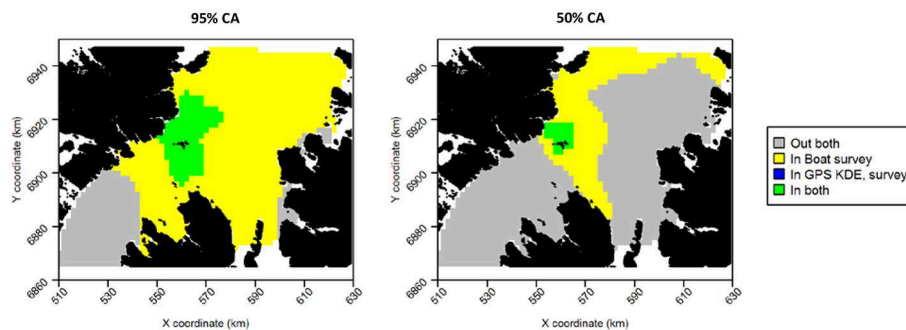 95% CA
50% CA
Y coordinate (km)
6940
6920
6900
6880
6860
510
530
550
570
590
610
630
X coordinate (km)
Y coordinate (km)
6940
6920
6900
6880
6860
510
530
550
570
590
610
630
X coordinate (km)
Out both
In Boat survey
In GPS KDE, survey
In both